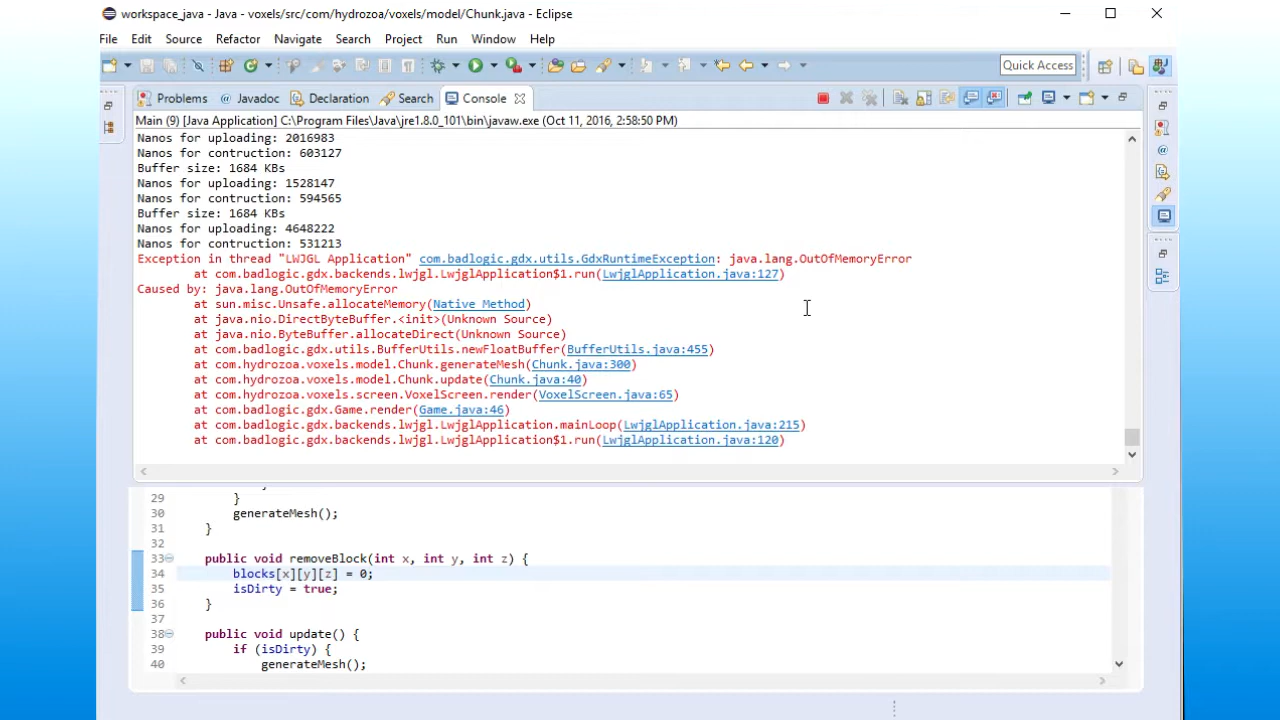 workspace_java - Java - voxels/src/com/hydrozoa/voxels/model/Chunk.java - Eclipse
File Edit Source Refactor Navigate Search Project Run Window Help
Quick Access
Problems @ Javadoc Declaration Search Console
Main (9) [Java Application] C:\Program Files\Java\jre1.8.0_101\bin\javaw.exe (Oct 11, 2016, 2:58:50 PM)
Nanos for uploading: 2016983
Nanos for contruction: 603127
Buffer size: 1684 KBs
Nanos for uploading: 1528147
Nanos for contruction: 594565
Buffer size: 1684 KBs
Nanos for uploading: 4648222
Nanos for contruction: 531213
Exception in thread "LWJGL Application" com.badlogic.gdx.utils.GdxRuntimeException: java.lang.OutOfMemoryError
at com.badlogic.gdx.backends.lwjgl.LwjglApplication$1.run(LwjglApplication.java:127)
Caused by: java.lang.OutOfMemoryError
at sun.misc.Unsafe.allocateMemory(Native Method)
at java.nio.DirectByteBuffer.<init>(Unknown Source)
at java.nio.ByteBuffer.allocateDirect(Unknown Source)
at com.badlogic.gdx.utils.BufferUtils.newFloatBuffer(BufferUtils.java:455)
at com.hydrozoa.voxels.model.Chunk.generateMesh(Chunk.java:300)
at com.hydrozoa.voxels.model.Chunk.update(Chunk.java:40)
at com.hydrozoa.voxels.screen.VoxelScreen.render(VoxelScreen.java:65)
at com.badlogic.gdx.Game.render(Game.java:46)
at com.badlogic.gdx.backends.lwjgl.LwjglApplication.mainLoop(LwjglApplication.java:215)
at com.badlogic.gdx.backends.lwjgl.LwjglApplication$1.run(LwjglApplication.java:120)
29 }
30 generateMesh();
31 }
32
33 public void removeBlock(int x, int y, int z) {
34 blocks[x][y][z] = 0;
35 isDirty = true;
36 }
37
38 public void update() {
39 if (isDirty) {
40 generateMesh();